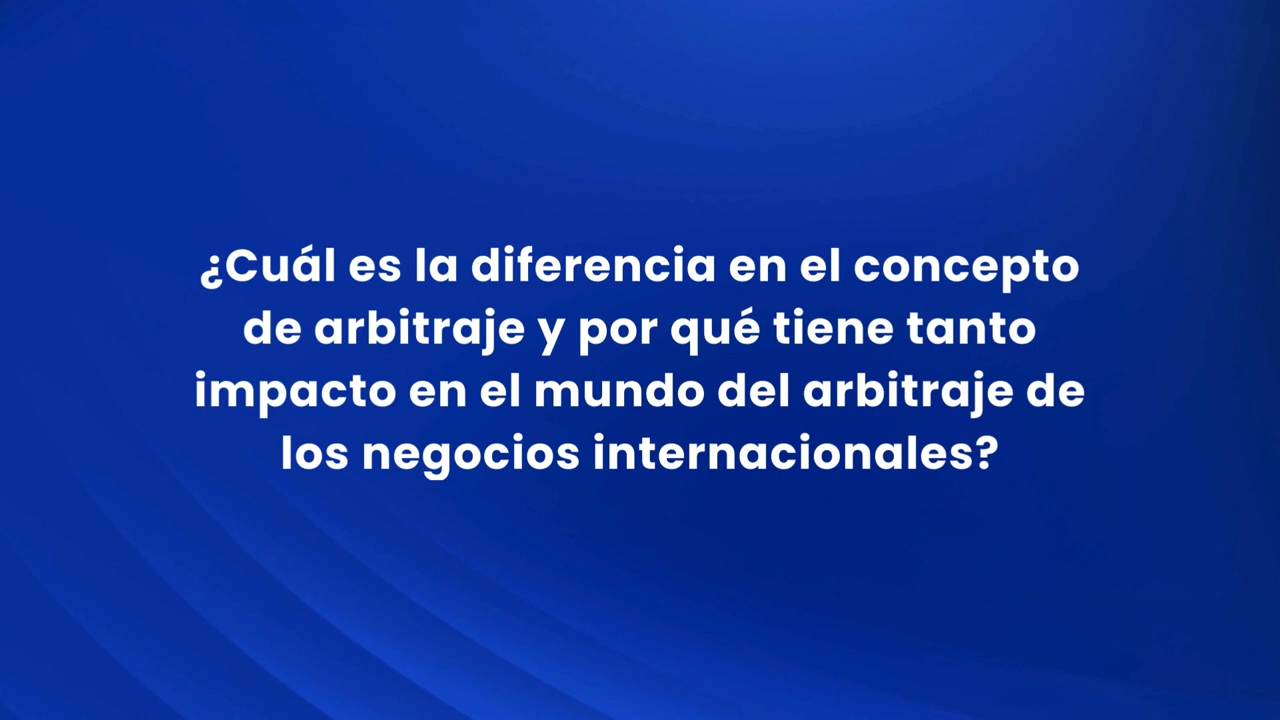 ¿Cuál es la diferencia en el concepto
de arbitraje y por qué tiene tanto
impacto en el mundo del arbitraje de
los negocios internacionales?